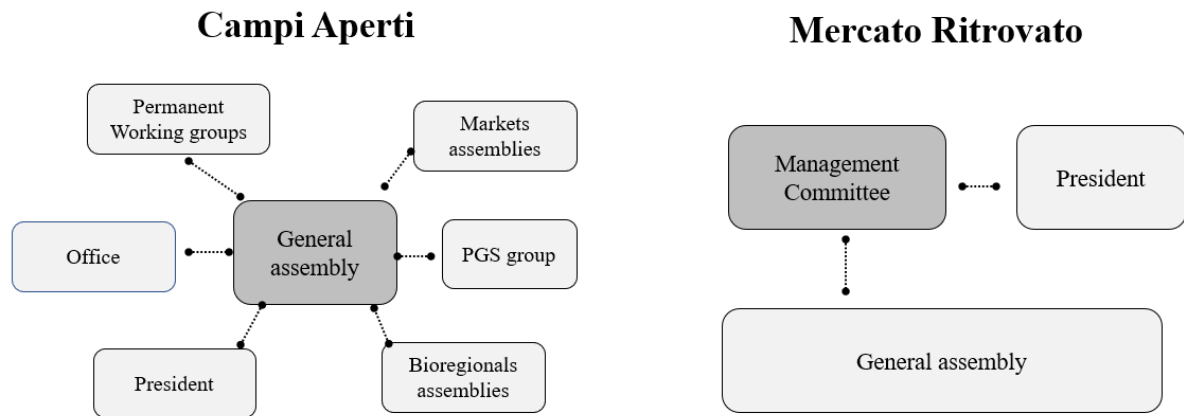 Campi Aperti
Permanent
Working groups
Markets
assemblies
Office
General
assembly
PGS group
President
Bioregionals
assemblies
Mercato Ritrovato
Management
Committee
President
General assembly